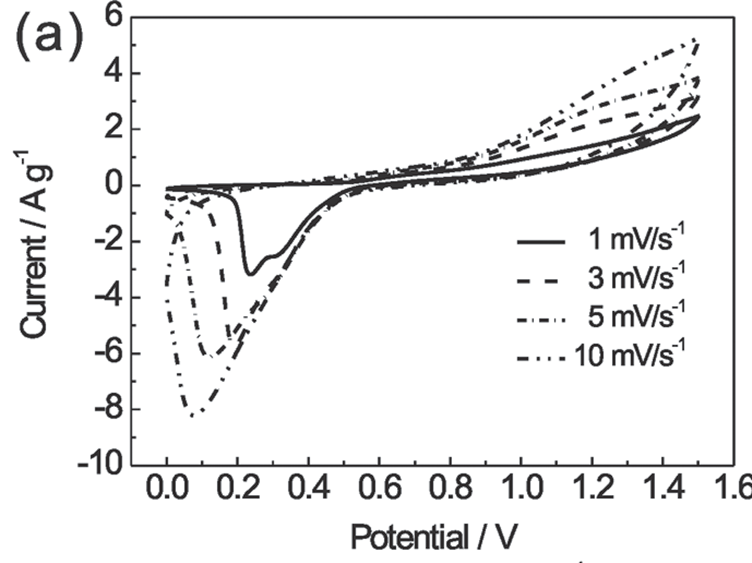 (a)
6
4
2
0
-2
-4
-6
-8
-10
Current / A g-1
1 mV/s-1
3 mV/s-1
5 mV/s-1
10 mV/s-1
0.0 0.2 0.4 0.6 0.8 1.0 1.2 1.4 1.6
Potential / V